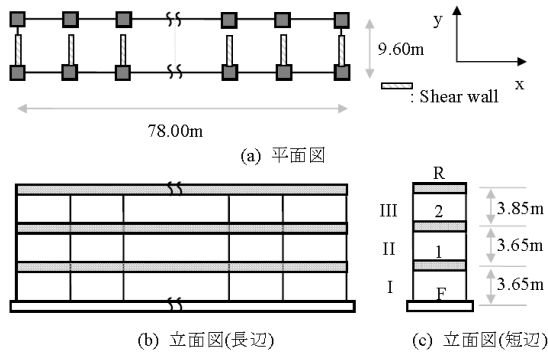 y
9.60m
x
: Shear wall
78.00m
(a) 平面図
R
III
2
3.85m
II
1
3.65m
I
F
3.65m
(b) 立面図(長辺)
(c) 立面図(短辺)